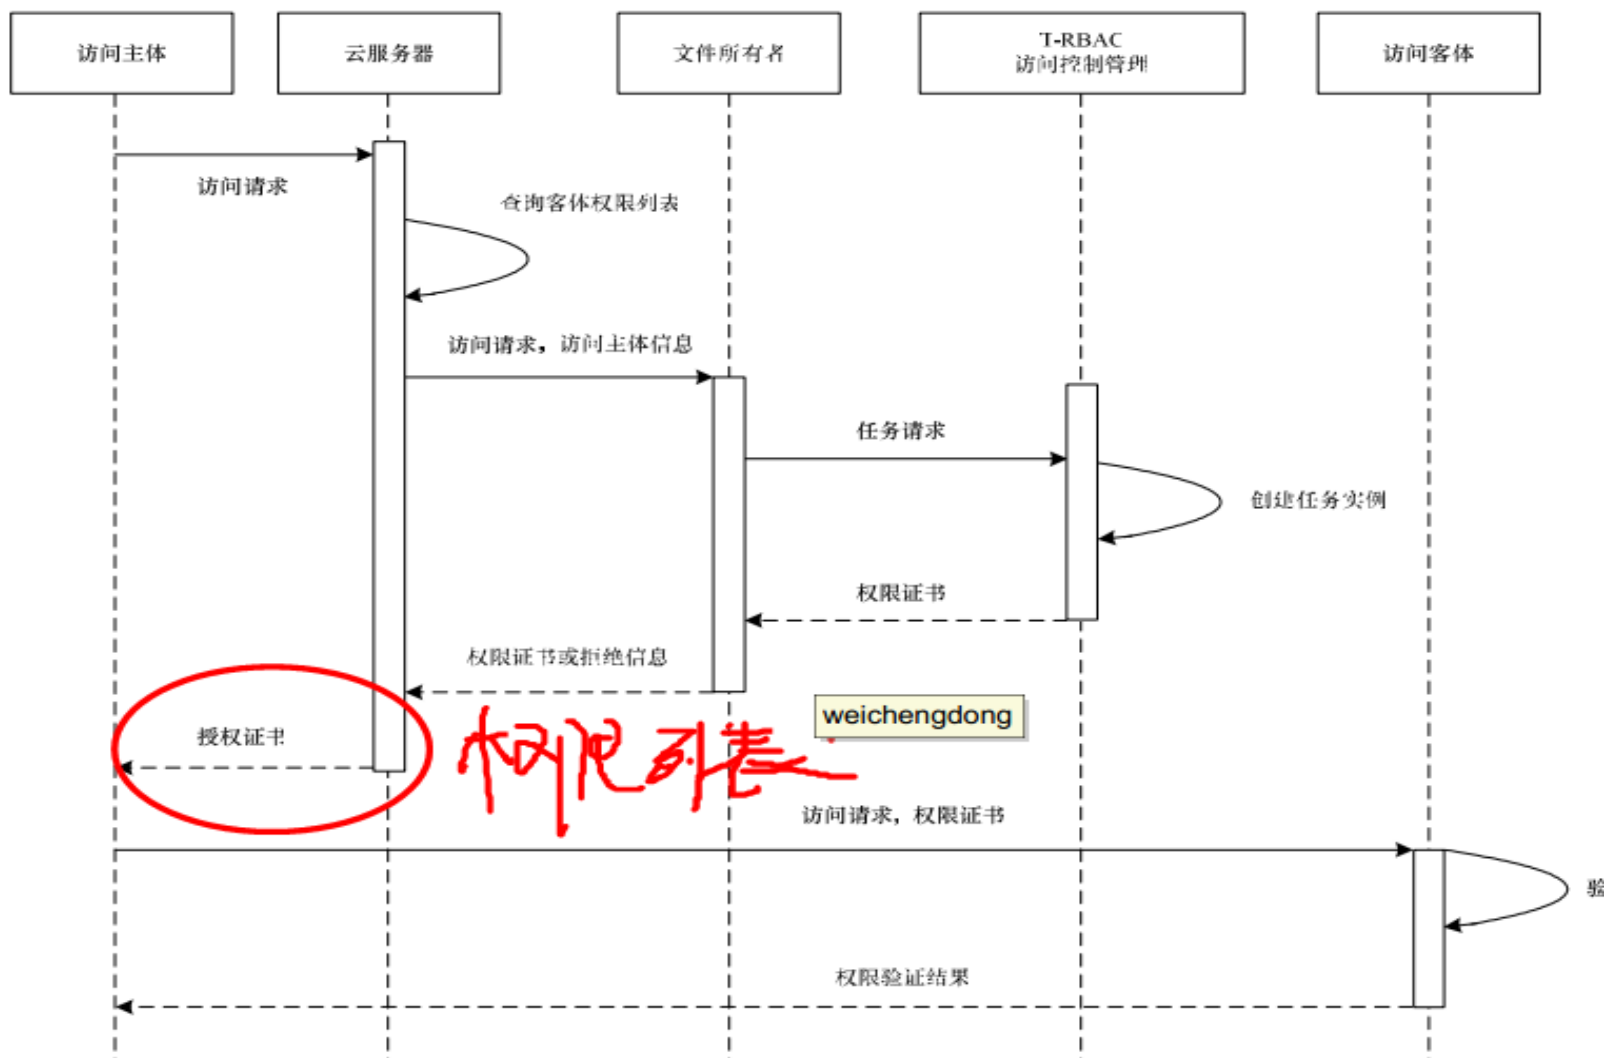 访问主体
云服务器
文件所有者
T-RBAC
访问控制管理
访问客体
访问请求
查询客体权限列表
访问请求，访问主体信息
任务请求
创建任务实例
权限证书
权限证书或拒绝信息
weichengdong
授权证书
权限列表
访问请求，权限证书
验
权限验证结果